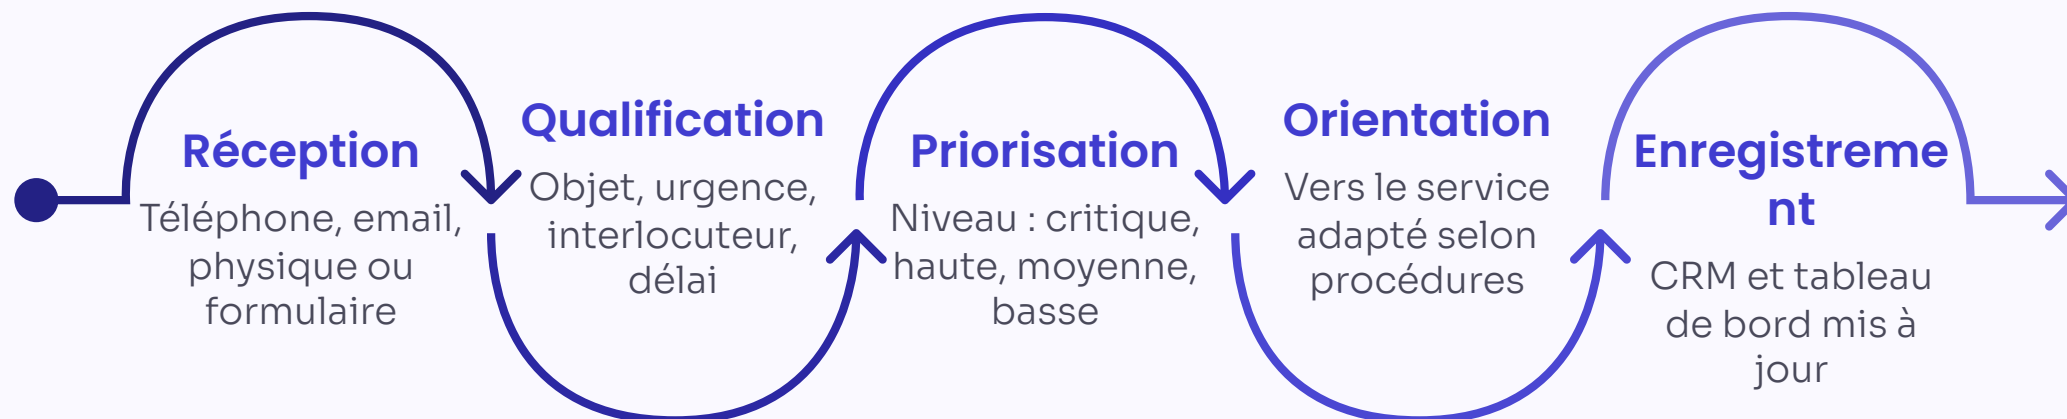 Réception
Téléphone, email,
physique ou
formulaire
Qualification
Objet, urgence,
interlocuteur,
délai
Priorisation
Niveau : critique,
haute, moyenne,
basse
Orientation
Vers le service
adapté selon
procédures
Enregistreme
nt
CRM et tableau
de bord mis à
jour